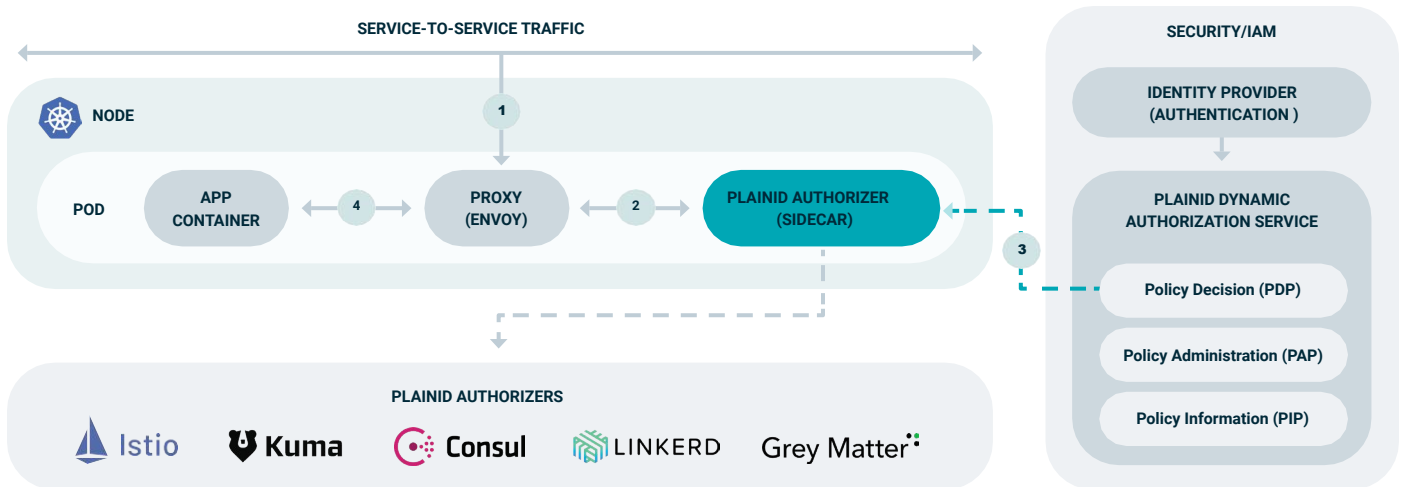 SERVICE-TO-SERVICE TRAFFIC
1
NODE
POD
APP
CONTAINER
4
PROXY
(ENVOY)
2
PLAINID AUTHORIZER
(SIDECAR)
3
SECURITY/IAM
IDENTITY PROVIDER
(AUTHENTICATION )
PLAINID DYNAMIC
AUTHORIZATION SERVICE
Policy Decision (PDP)
Policy Administration (PAP)
Policy Information (PIP)
PLAINID AUTHORIZERS
Istio
Kuma
Consul
LINKERD
Grey Matter